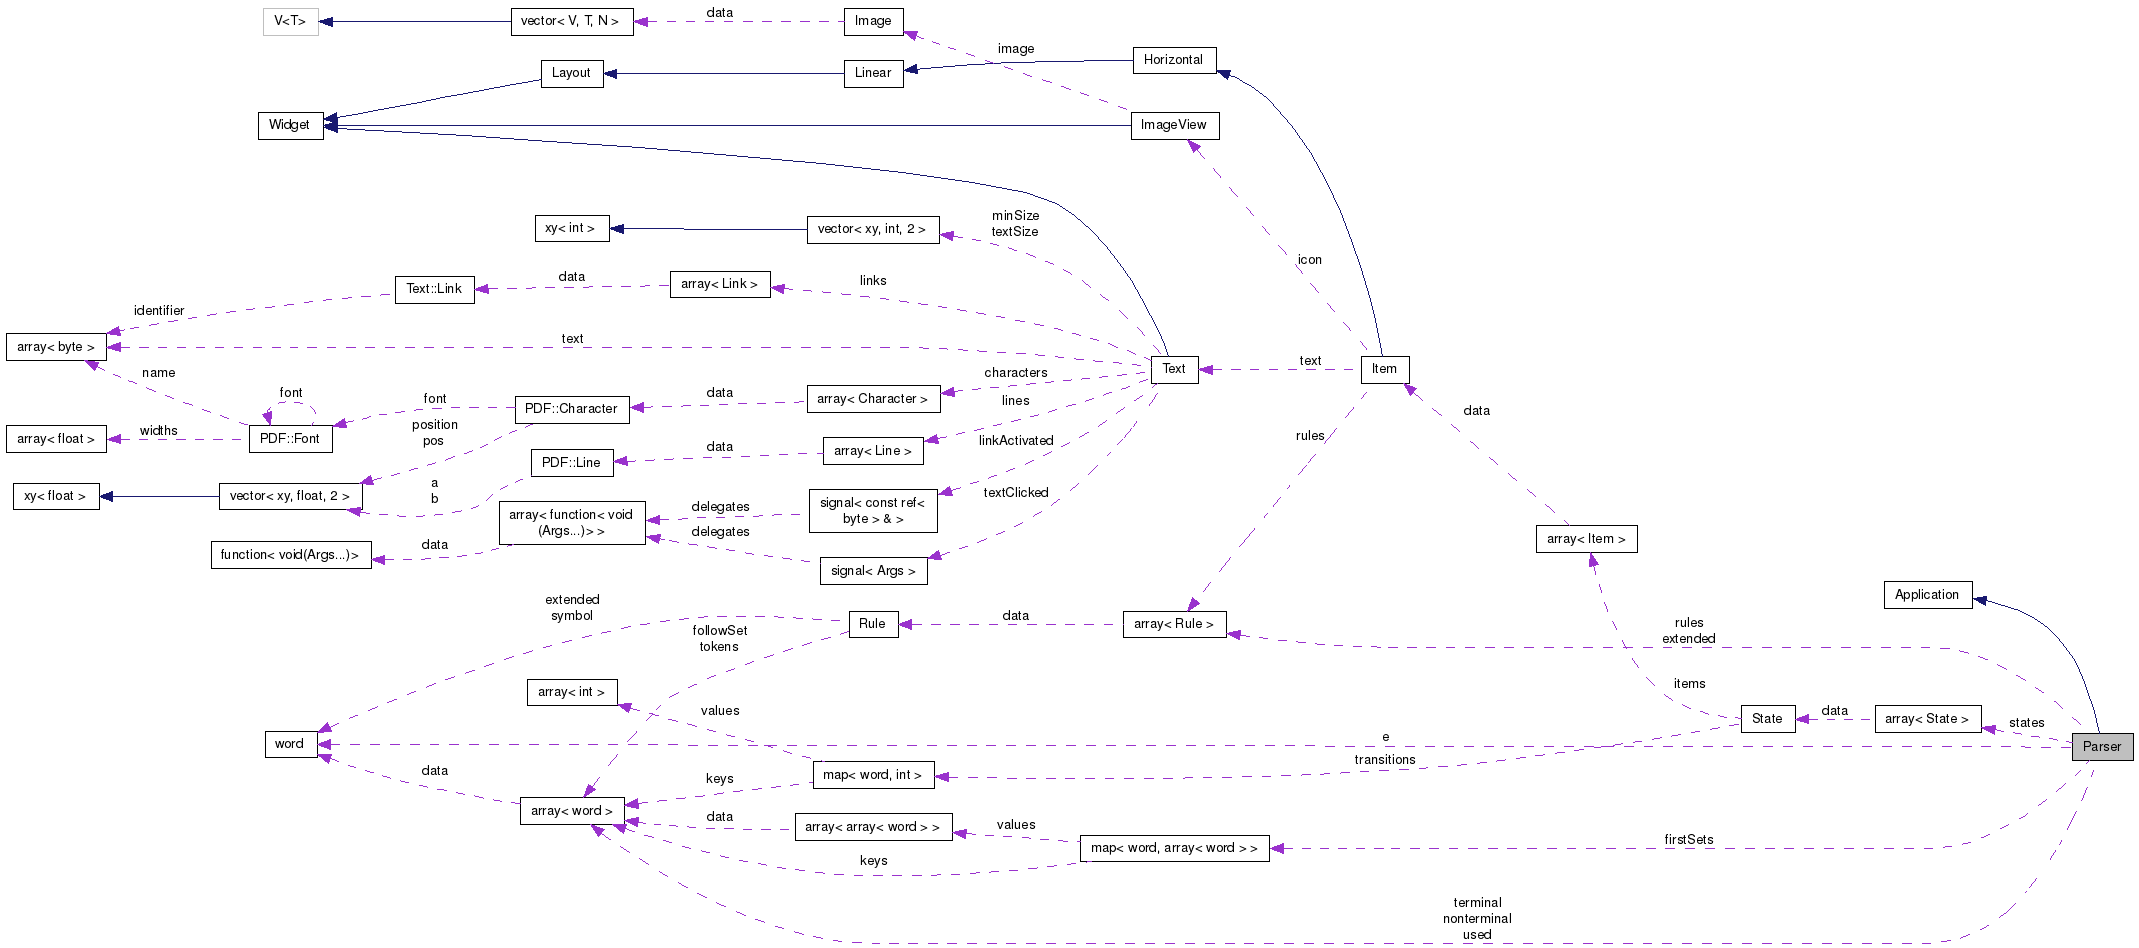 V<T>
vector< V, T, N >
data
Image
image
Horizontal
Layout
Linear
Widget
ImageView
icon
xy< int >
vector< xy, int, 2 >
minSize
textSize
Text::Link
data
array< Link >
links
identifier
array< byte >
text
Text
text
Item
name
font
font
PDF::Character
data
array< Character >
characters
lines
data
array< float >
widths
PDF::Font
position
pos
PDF::Line
data
array< Line >
linkActivated
rules
xy< float >
vector< xy, float, 2 >
a
b
array< function< void
(Args...)> >
delegates
delegates
signal< const ref<
byte > & >
textClicked
function< void(Args...)>
data
signal< Args >
array< Item >
Application
extended
symbol
followSet
tokens
Rule
data
array< Rule >
rules
extended
array< int >
values
items
State
data
array< State >
states
word
e
Parser
transitions
data
keys
map< word, int >
array< word >
data
array< array< word > >
values
map< word, array< word > >
firstSets
keys
terminal
nonterminal
used